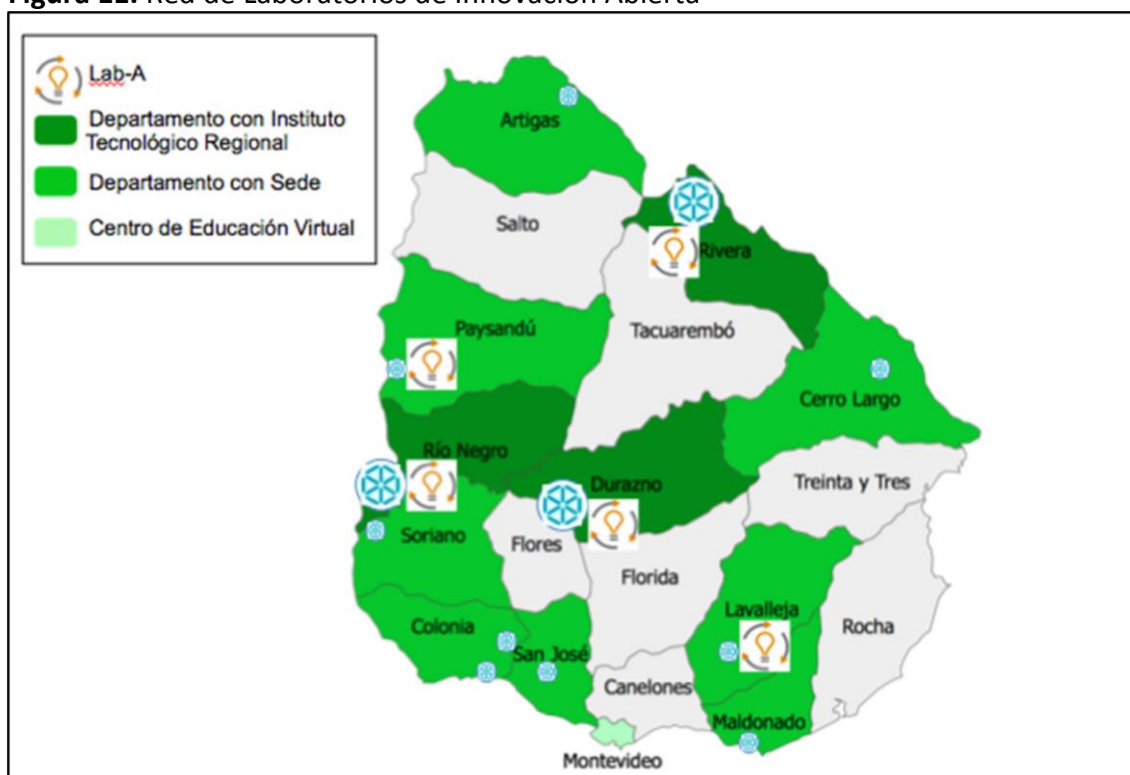 Figura 11. Red de Laboratorios de Innovación Abierta
Lab-A
Departamento con Instituto
Tecnológico Regional
Departamento con Sede
Centro de Educación Virtual
Artigas
Salto
Rivera
Paysandú
Tacuarembó
Cerro Largo
Río Negro
Durazno
Treinta y Tres
Soriano
Flores
Florida
Lavalleja
Rocha
Colonia
San José
Canelones
Maldonado
Montevideo